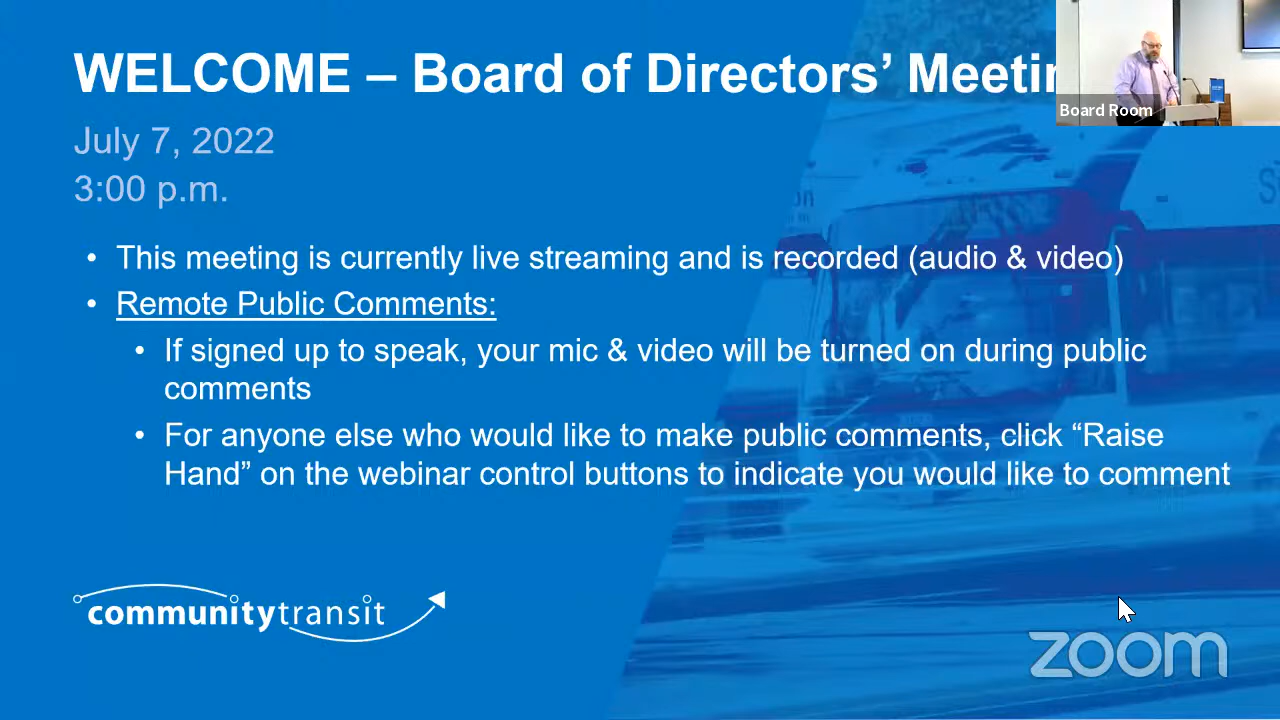 WELCOME – Board of Directors’ Meetin
Board Room
July 7, 2022
3:00 p.m.
• This meeting is currently live streaming and is recorded (audio & video)
• Remote Public Comments:
• If signed up to speak, your mic & video will be turned on during public
comments
• For anyone else who would like to make public comments, click “Raise
Hand” on the webinar control buttons to indicate you would like to comment
communitytransit
zoom